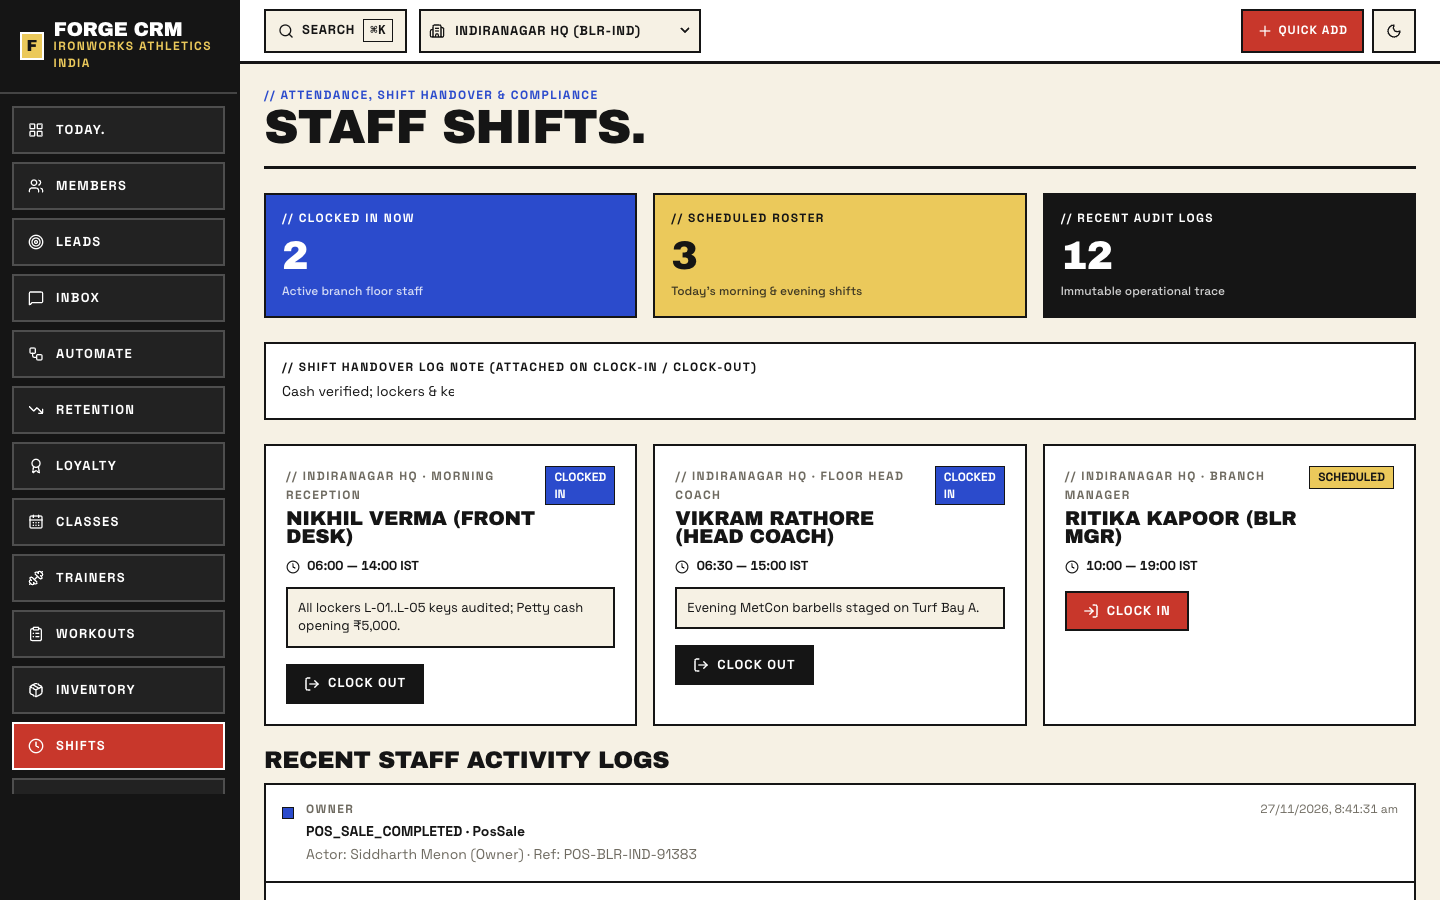 F
FORGE CRM
IRONWORKS ATHLETICS
INDIA
TODAY.
MEMBERS
LEADS
INBOX
AUTOMATE
RETENTION
LOYALTY
CLASSES
TRAINERS
WORKOUTS
INVENTORY
SHIFTS
SEARCH ⌘K
INDIRANAGAR HQ (BLR-IND)
QUICK ADD
// ATTENDANCE, SHIFT HANDOVER & COMPLIANCE
STAFF SHIFTS.
// CLOCKED IN NOW
2
Active branch floor staff
// SCHEDULED ROSTER
3
Today's morning & evening shifts
// RECENT AUDIT LOGS
12
Immutable operational trace
// SHIFT HANDOVER LOG NOTE (ATTACHED ON CLOCK-IN / CLOCK-OUT)
Cash verified; lockers & ke
// INDIRANAGAR HQ · MORNING
RECEPTION
CLOCKED
IN
NIKHIL VERMA (FRONT
DESK)
06:00 — 14:00 IST
All lockers L-01..L-05 keys audited; Petty cash
opening ₹5,000.
CLOCK OUT
// INDIRANAGAR HQ · FLOOR HEAD
COACH
CLOCKED
IN
VIKRAM RATHORE
(HEAD COACH)
06:30 — 15:00 IST
Evening MetCon barbells staged on Turf Bay A.
CLOCK OUT
// INDIRANAGAR HQ · BRANCH
MANAGER
SCHEDULED
RITIKA KAPOOR (BLR
MGR)
10:00 — 19:00 IST
CLOCK IN
RECENT STAFF ACTIVITY LOGS
OWNER
27/11/2026, 8:41:31 am
POS_SALE_COMPLETED · PosSale
Actor: Siddharth Menon (Owner) · Ref: POS-BLR-IND-91383